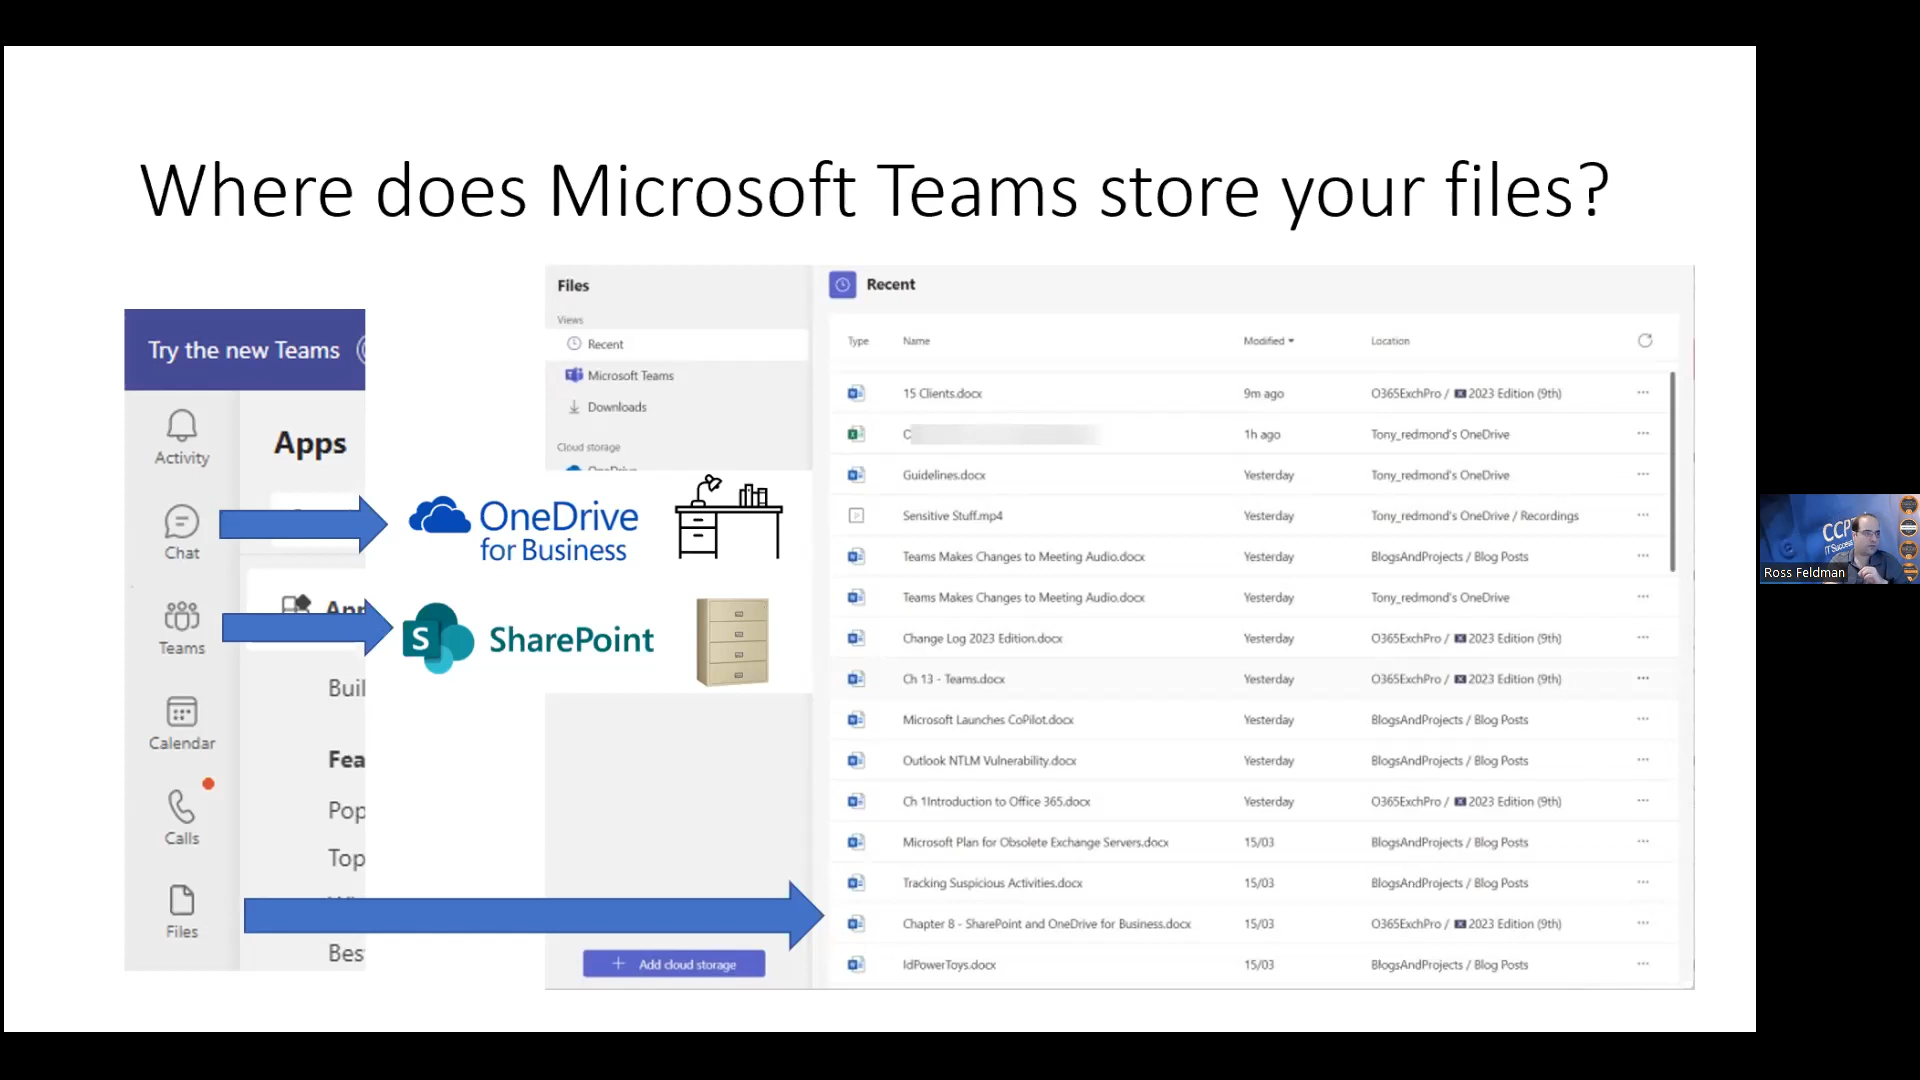 Where does Microsoft Teams store your files?
Try the new Teams
Activity
Chat
Teams
Calendar
Calls
Files
Apps
Buil
Fea
Pop
Top
Bes
OneDrive
for Business
S SharePoint
Files
Views
Recent
Microsoft Teams
Downloads
Cloud storage
OneDrive
+ Add cloud storage
Recent
Type Name Modified Location
15 Clients.docx 9m ago O365ExchPro / 2023 Edition (9th)
C 1h ago Tony_redmond's OneDrive
Guidelines.docx Yesterday Tony_redmond's OneDrive
Sensitive Stuff.mp4 Yesterday Tony_redmond's OneDrive / Recordings
Teams Makes Changes to Meeting Audio.docx Yesterday BlogsAndProjects / Blog Posts
Teams Makes Changes to Meeting Audio.docx Yesterday Tony_redmond's OneDrive
Change Log 2023 Edition.docx Yesterday O365ExchPro / 2023 Edition (9th)
Ch 13 - Teams.docx Yesterday O365ExchPro / 2023 Edition (9th)
Microsoft Launches CoPilot.docx Yesterday BlogsAndProjects / Blog Posts
Outlook NTLM Vulnerability.docx Yesterday BlogsAndProjects / Blog Posts
Ch 1Introduction to Office 365.docx Yesterday O365ExchPro / 2023 Edition (9th)
Microsoft Plan for Obsolete Exchange Servers.docx 15/03 BlogsAndProjects / Blog Posts
Tracking Suspicious Activities.docx 15/03 BlogsAndProjects / Blog Posts
Chapter 8 - SharePoint and OneDrive for Business.docx 15/03 O365ExchPro / 2023 Edition (9th)
IdPowerToys.docx 15/03 BlogsAndProjects / Blog Posts
Ross Feldman